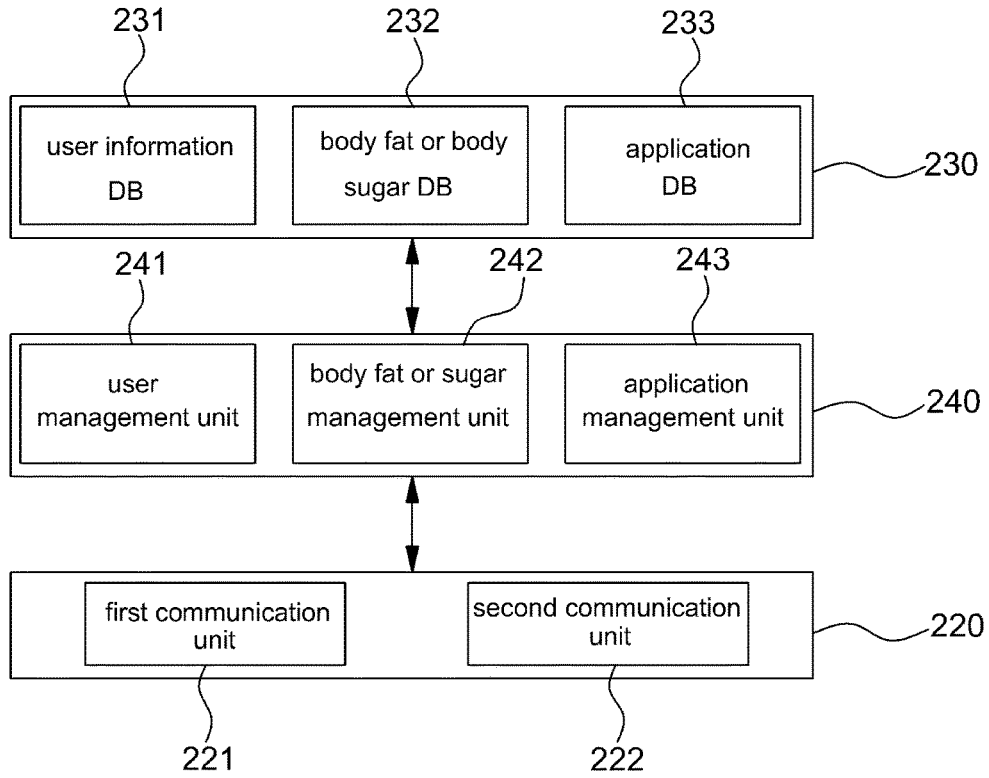 231
232
233
user information
DB
body fat or body
sugar DB
application
DB
230
241
242
243
user
management unit
body fat or sugar
management unit
application
management unit
240
first communication
unit
second communication
unit
220
221
222